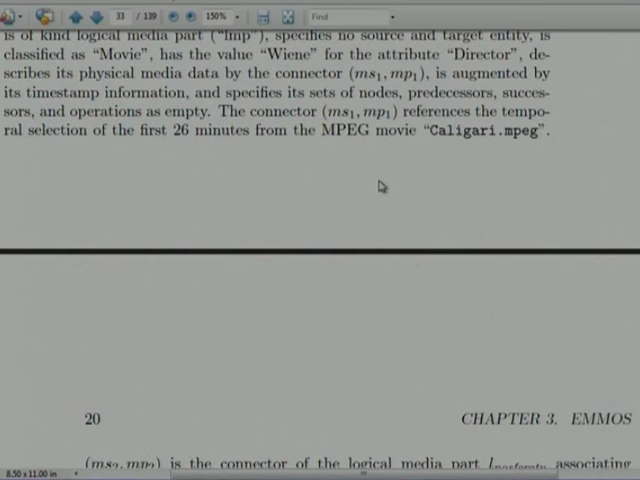 33 / 139 150% Find
is of kind logical media part (“lmp”), specifies no source and target entity, is
classified as “Movie”, has the value “Wiene” for the attribute “Director”, de-
scribes its physical media data by the connector (ms₁, mp₁), is augmented by
its timestamp information, and specifies its sets of nodes, predecessors, succes-
sors, and operations as empty. The connector (ms₁, mp₁) references the tempo-
ral selection of the first 26 minutes from the MPEG movie “Caligari.mpeg”.
20 CHAPTER 3. EMMOS
(ms₂, mp₂) is the connector of the logical media part associating
8.50 x 11.00 in